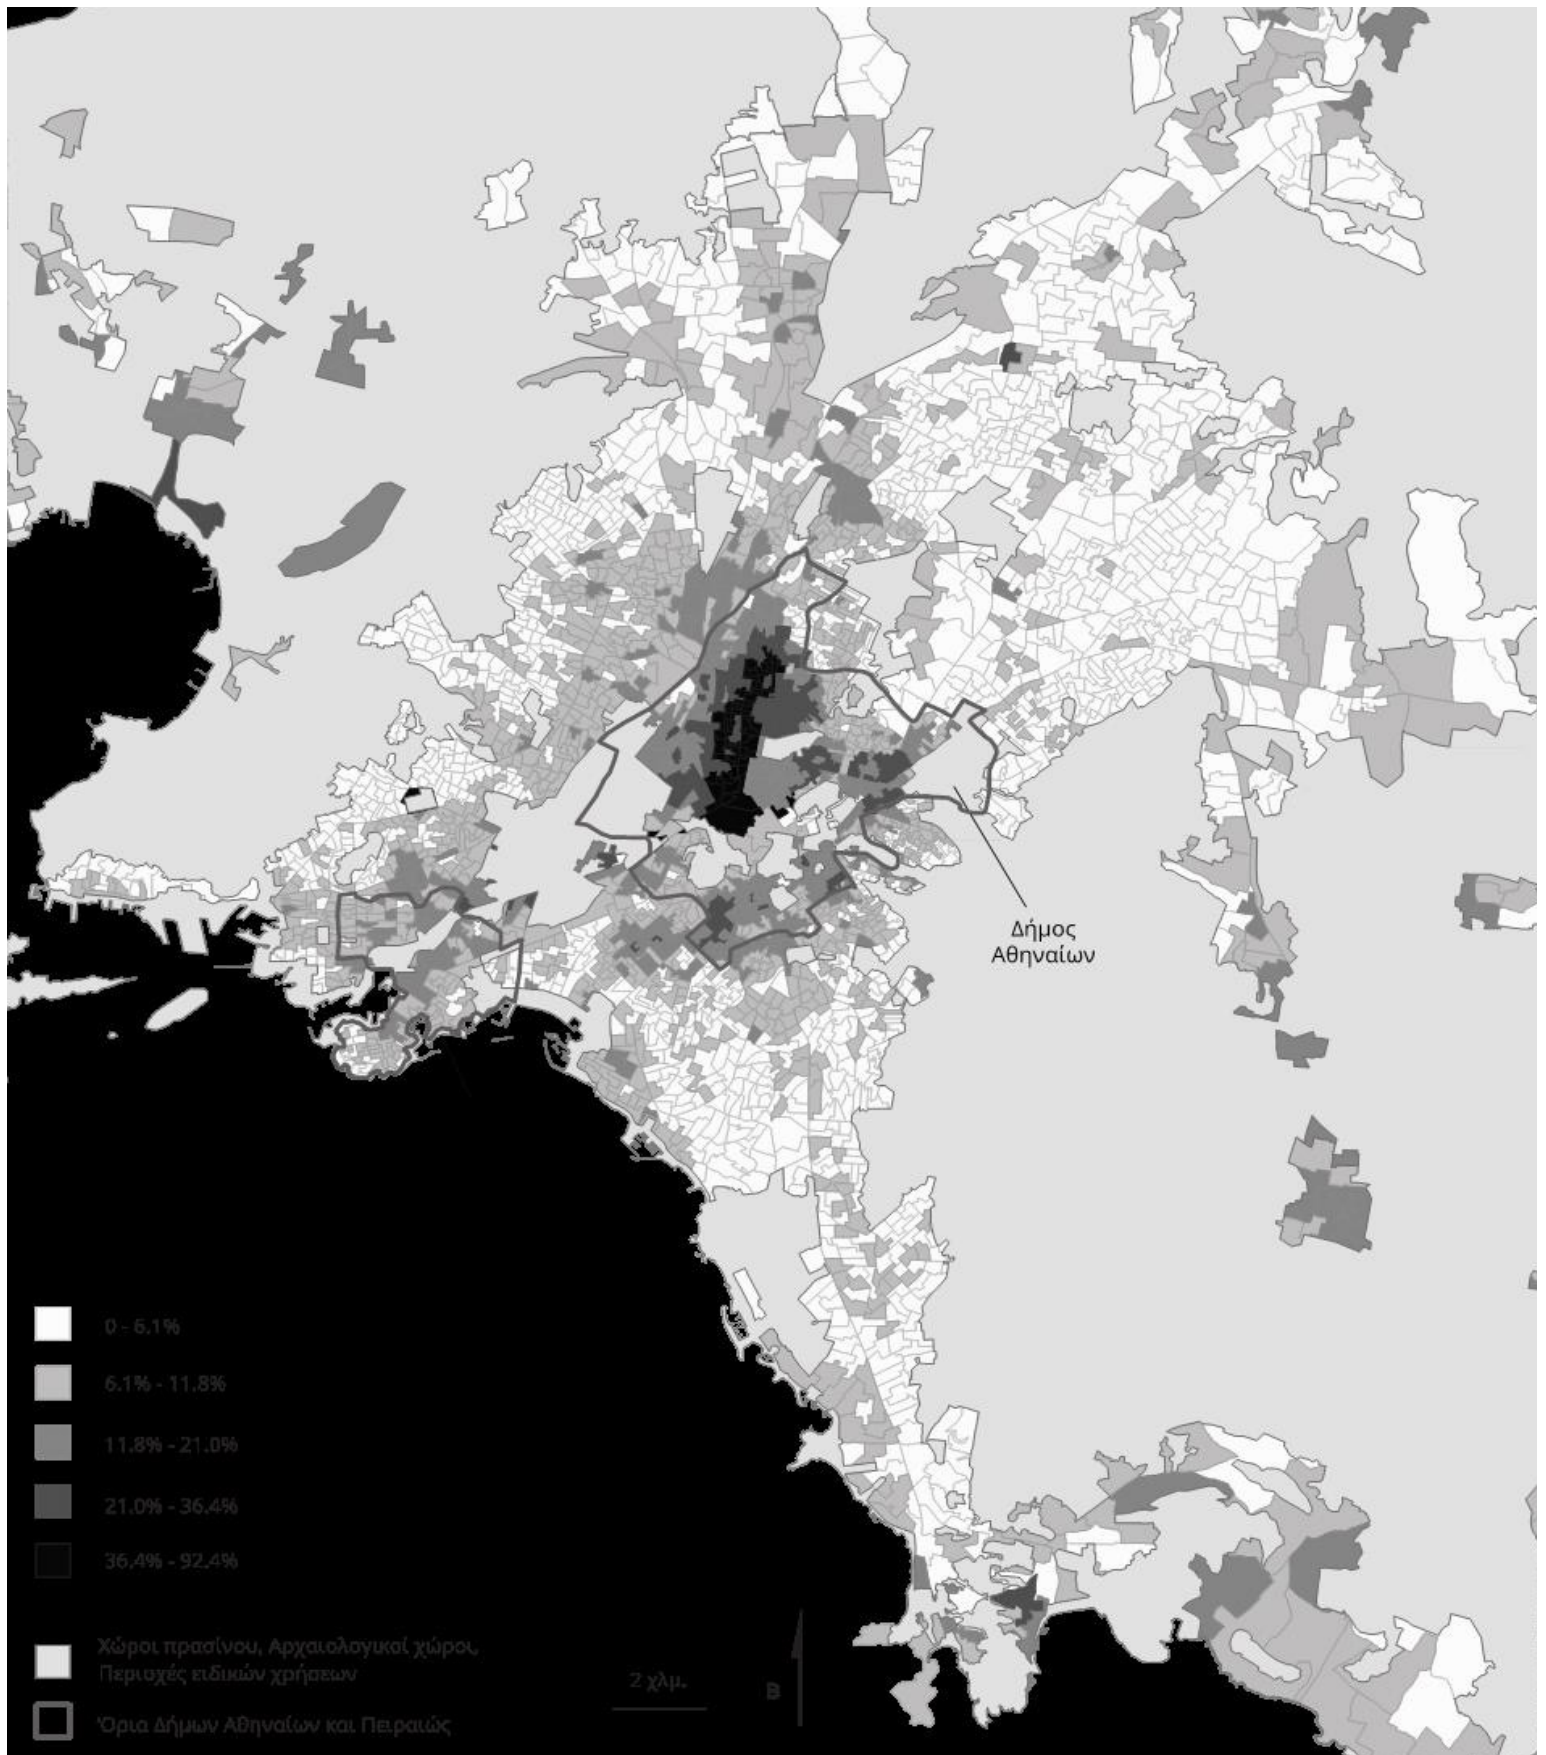 Δήμος
Αθηναίων
0 - 6.1%
6.1% - 11.8%
11.8% - 21.0%
21.0% - 36.4%
36.4% - 92.4%
Χώροι πρασίνου, Αρχαιολογικοί χώροι,
Περιοχές ειδικών χρήσεων
Όρια Δήμων Αθηναίων και Πειραιώς
2 χλμ.
Β